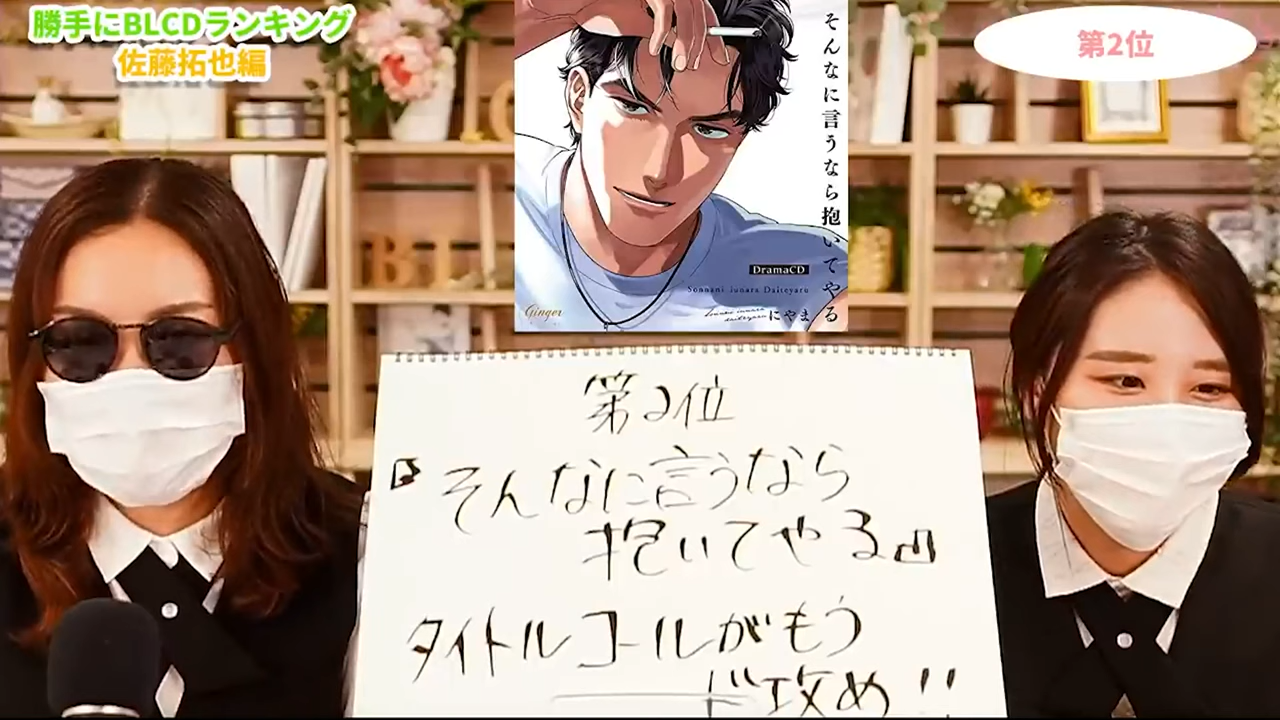 勝手にBLCDランキング
佐藤拓也編
第2位
そんなに言うなら抱いてやる
DramaCD
Sonnani iunara Daiteyaru
にやま
Ginger
BL
第2位
『そんなに言うなら
抱いてやる』
タイトルコールがもう
ド攻め!!